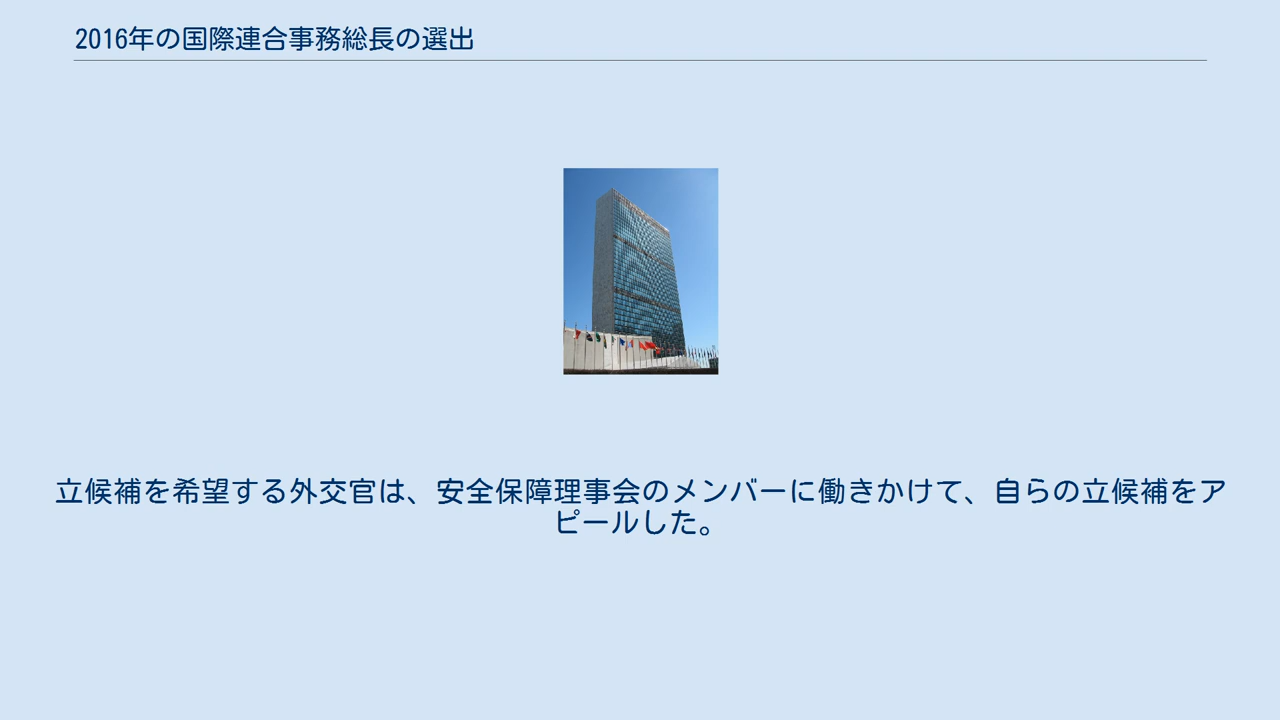 2016年の国際連合事務総長の選出
立候補を希望する外交官は、安全保障理事会のメンバーに働きかけて、自らの立候補をア
ピールした。